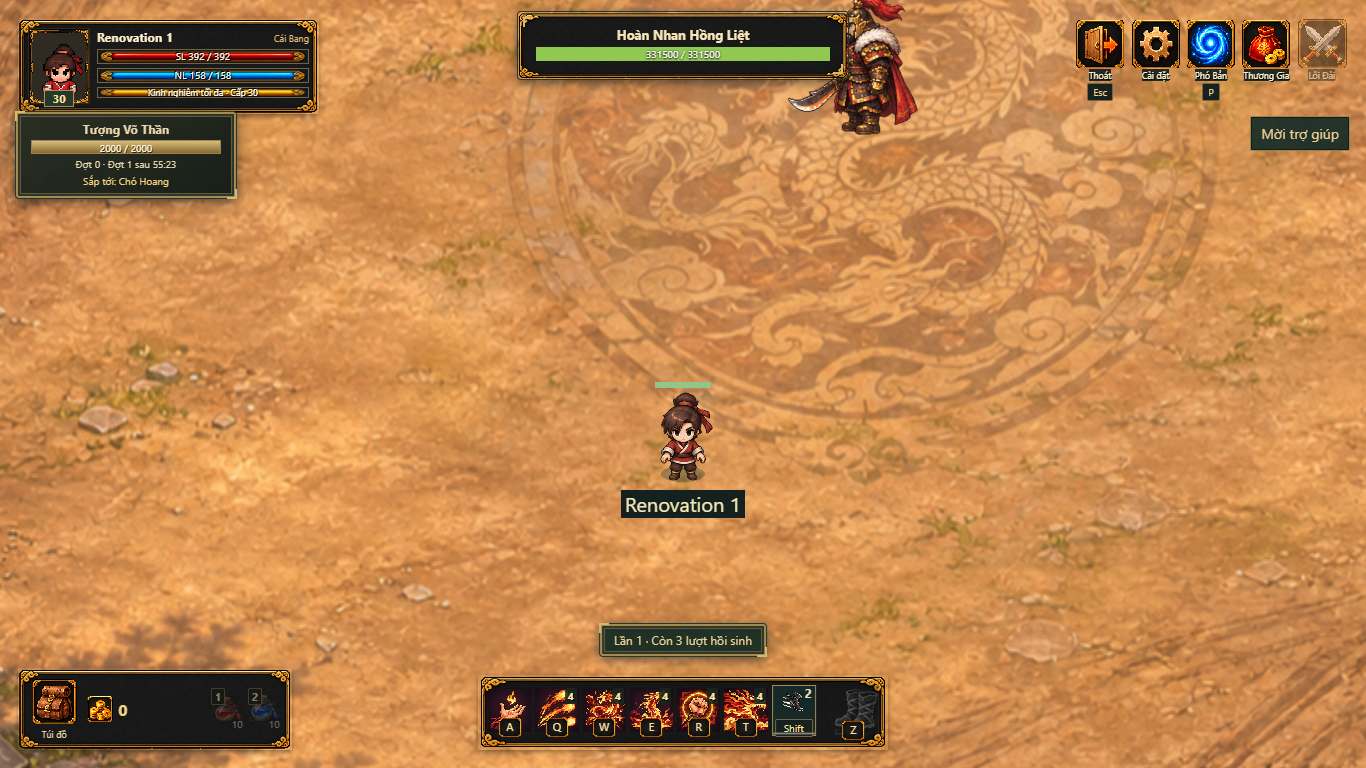 Renovation 1
Cái Bang
SL 392 / 392
NL 158 / 158
Kinh nghiệm tối đa · Cấp 30
30
Tượng Võ Thần
2000 / 2000
Đợt 0 · Đợt 1 sau 55:23
Sắp tới: Chó Hoang
Hoàn Nhan Hồng Liệt
331500 / 331500
Thoát
Cài đặt
Phó Bản
Thương Gia
Lôi Đài
Esc
P
Mời trợ giúp
Renovation 1
Lần 1 · Còn 3 lượt hồi sinh
Túi đồ
0
1
10
2
10
A
4
Q
4
W
4
E
4
R
4
T
2
Shift
Z